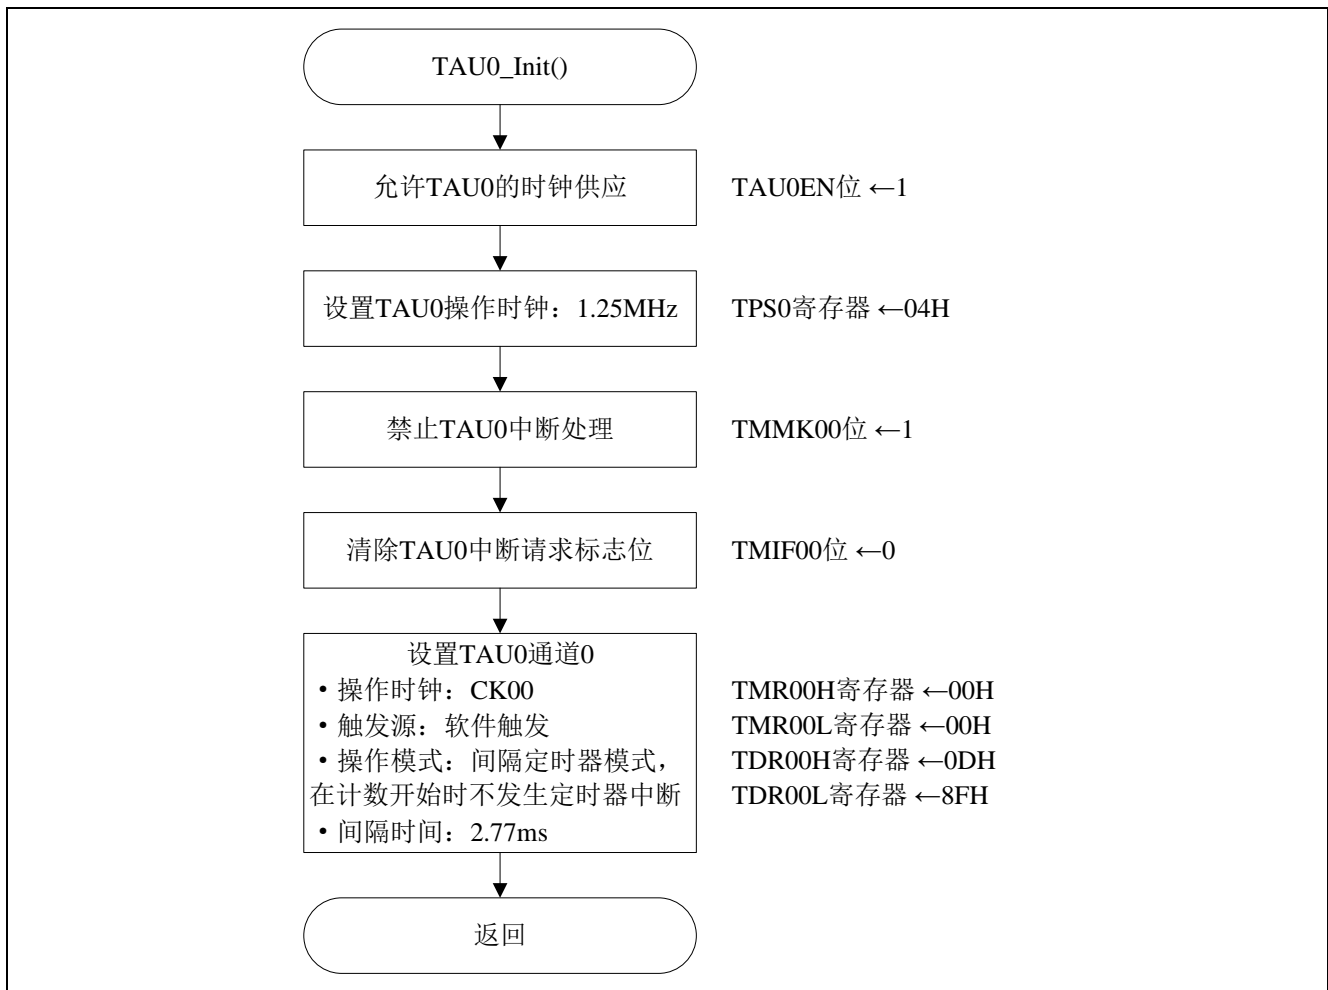 TAU0_Init()
允许TAU0的时钟供应
TAU0EN位 ←1
设置TAU0操作时钟：1.25MHz
TPS0寄存器 ←04H
禁止TAU0中断处理
TMMK00位 ←1
清除TAU0中断请求标志位
TMIF00位 ←0
设置TAU0通道0
·操作时钟：CK00
TMR00H寄存器 ←00H
·触发源：软件触发
TMR00L寄存器 ←00H
·操作模式：间隔定时器模式，
TDR00H寄存器 ←0DH
在计数开始时不发生定时器中断
TDR00L寄存器 ←8FH
·间隔时间：2.77ms
返回